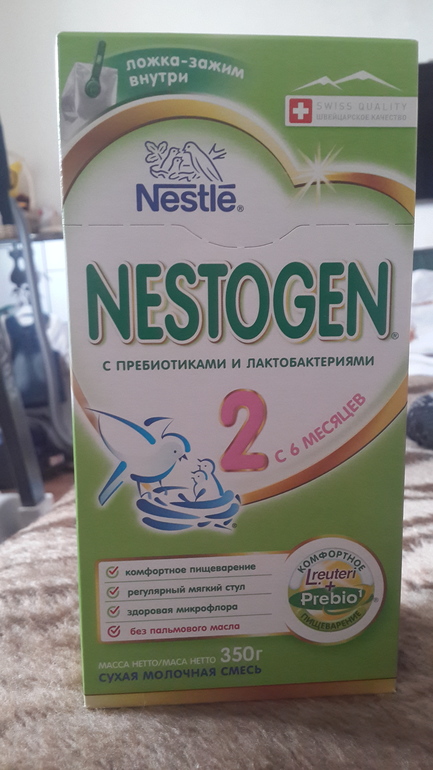 ложка-зажим
внутри
SWISS QUALITY
ШВЕЙЦАРСКОЕ КАЧЕСТВО
Nestlé®
NESTOGEN®
С ПРЕБИОТИКАМИ И ЛАКТОБАКТЕРИЯМИ
2
С 6 МЕСЯЦЕВ
комфортное пищеварение
регулярный мягкий стул
здоровая микрофлора
без пальмового масла
КОМФОРТНОЕ
L.reuteri
+
Prebio¹®
ПИЩЕВАРЕНИЕ
МАССА НЕТТО/МАСА НЕТТО 350г
СУХАЯ МОЛОЧНАЯ СМЕСЬ